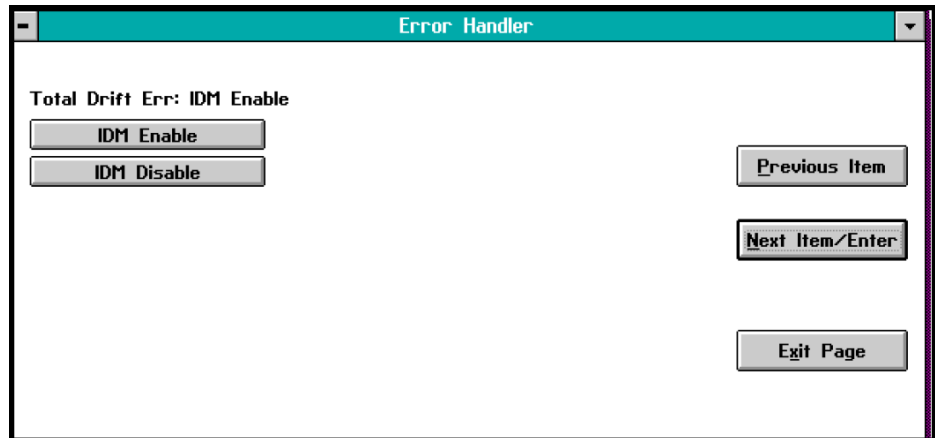 Error Handler
Total Drift Err: IDM Enable
IDM Enable
IDM Disable
Previous Item
Next Item/Enter
Exit Page